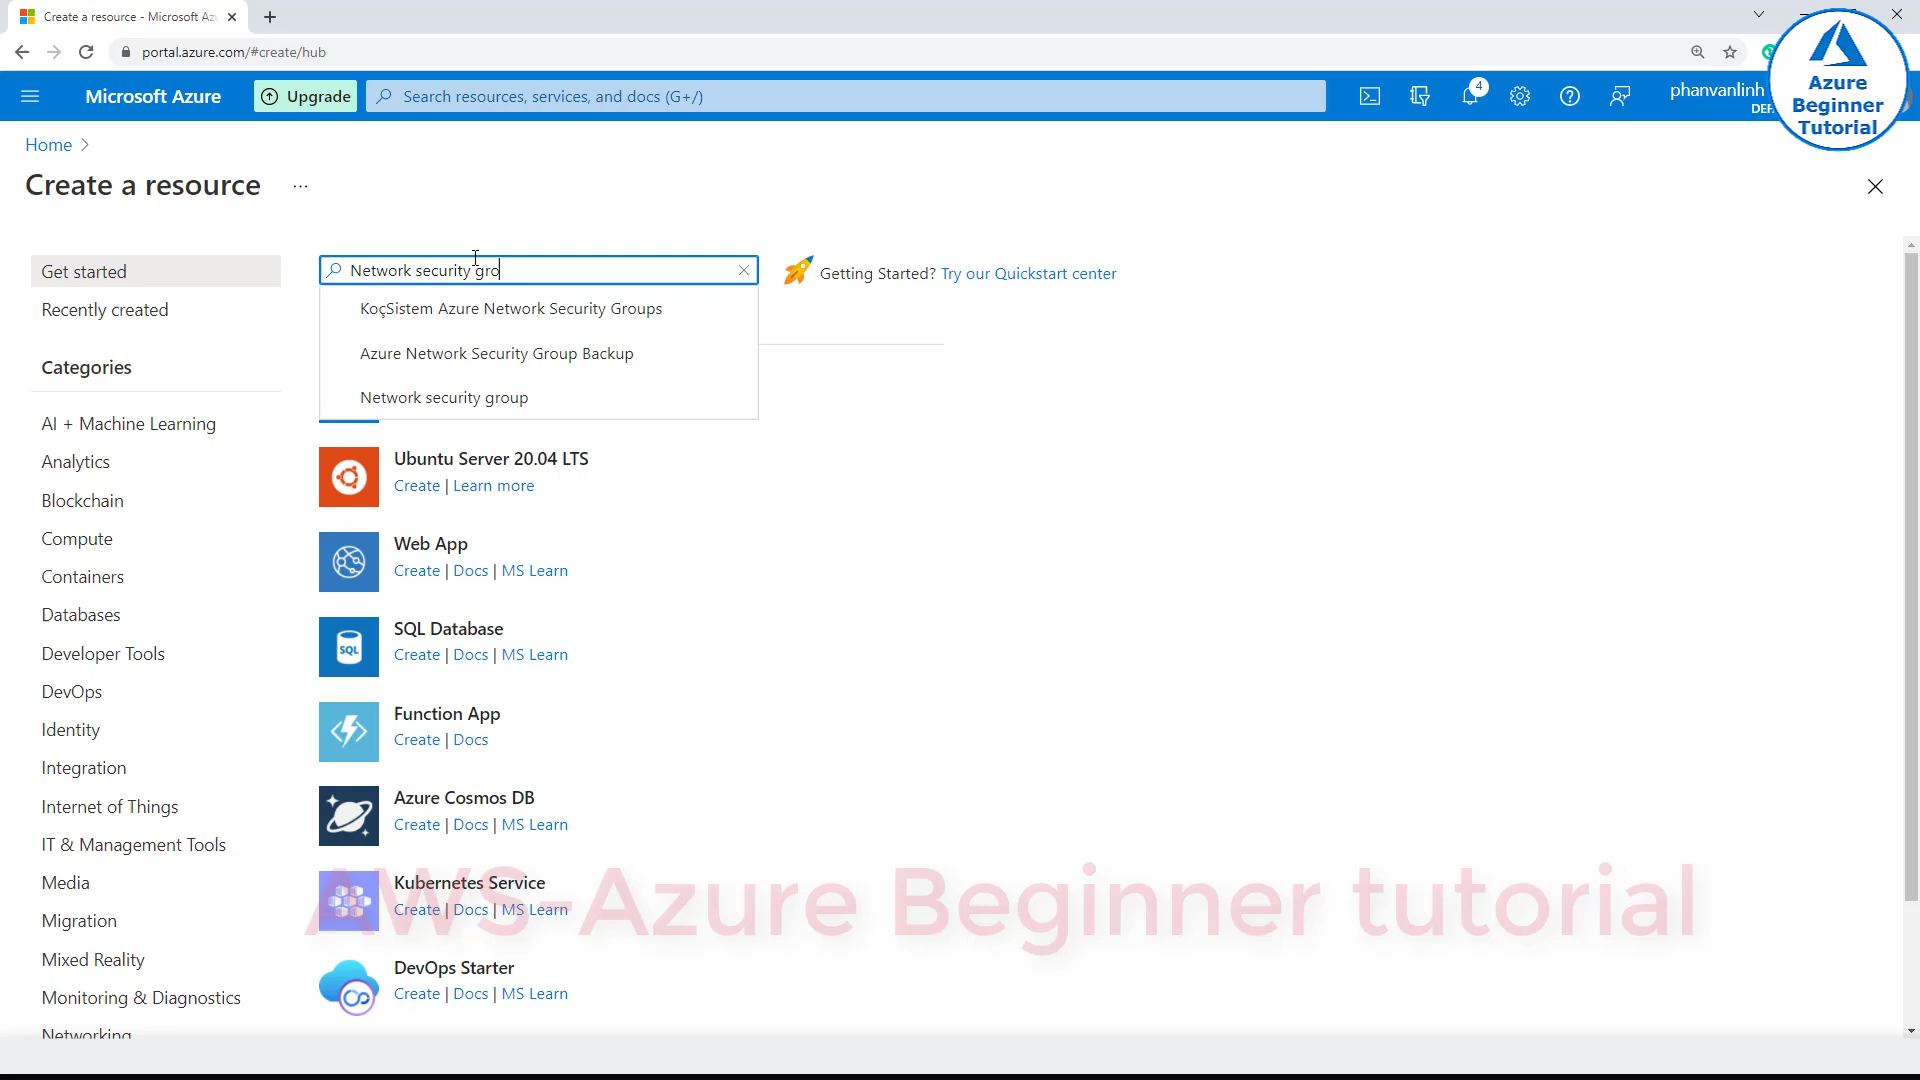 Create a resource - Microsoft Az
portal.azure.com/#create/hub
Microsoft Azure
Upgrade
Search resources, services, and docs (G+/)
4
phanvanlinh
DEF
Azure
Beginner
Tutorial
Home
Create a resource
...
Get started
Recently created
Categories
AI + Machine Learning
Analytics
Blockchain
Compute
Containers
Databases
Developer Tools
DevOps
Identity
Integration
Internet of Things
IT & Management Tools
Media
Migration
Mixed Reality
Monitoring & Diagnostics
Networking
Network security gro
KoçSistem Azure Network Security Groups
Azure Network Security Group Backup
Network security group
Getting Started? Try our Quickstart center
Ubuntu Server 20.04 LTS
Create | Learn more
Web App
Create | Docs | MS Learn
SQL
SQL Database
Create | Docs | MS Learn
Function App
Create | Docs
Azure Cosmos DB
Create | Docs | MS Learn
Kubernetes Service
Create | Docs | MS Learn
DevOps Starter
Create | Docs | MS Learn
AWS-Azure Beginner tutorial